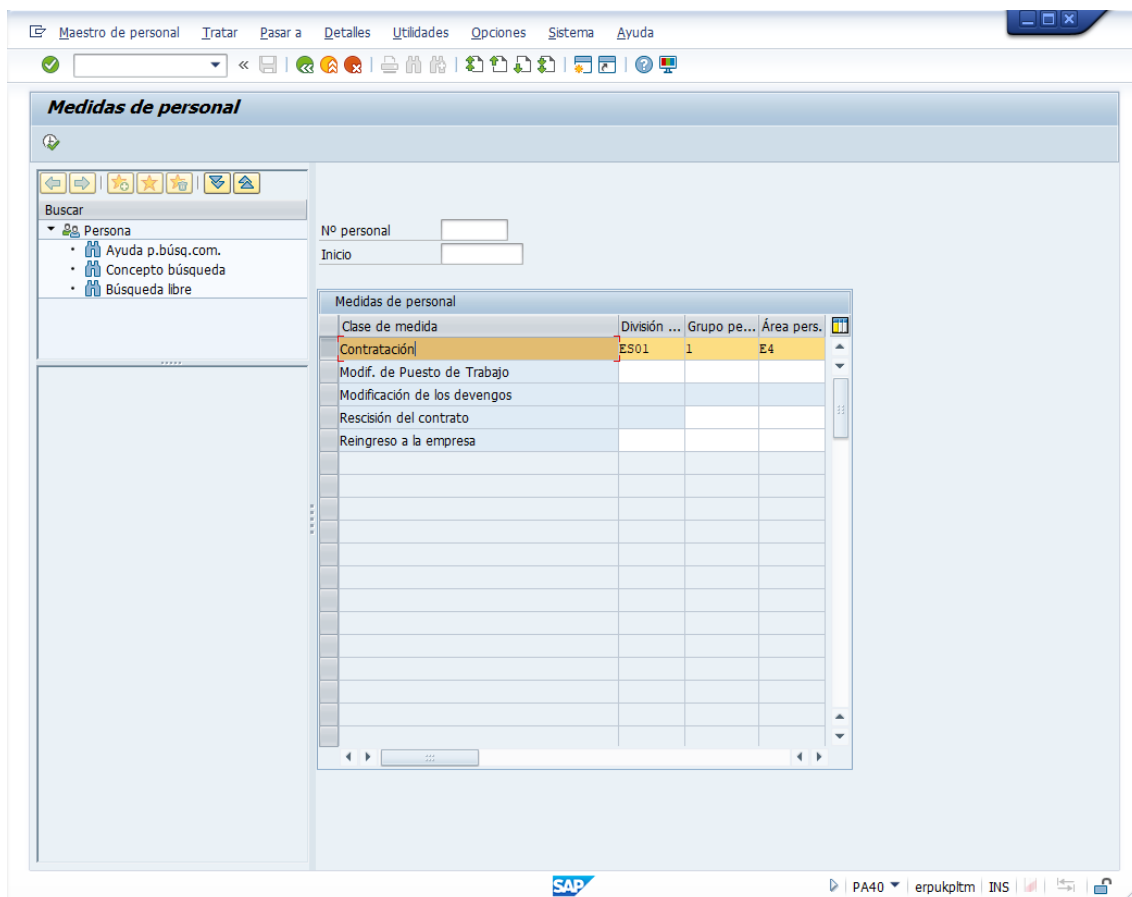 Maestro de personal Tratar Pasar a Detalles Utilidades Opciones Sistema Ayuda
Medidas de personal
Buscar
Persona
Ayuda p.búsq.com.
Concepto búsqueda
Búsqueda libre
Nº personal
Inicio
Medidas de personal
Clase de medida División ... Grupo pe... Área pers.
Contratación ES01 1 E4
Modif. de Puesto de Trabajo
Modificación de los devengos
Rescisión del contrato
Reingreso a la empresa
SAP PA40 erpukpltm INS